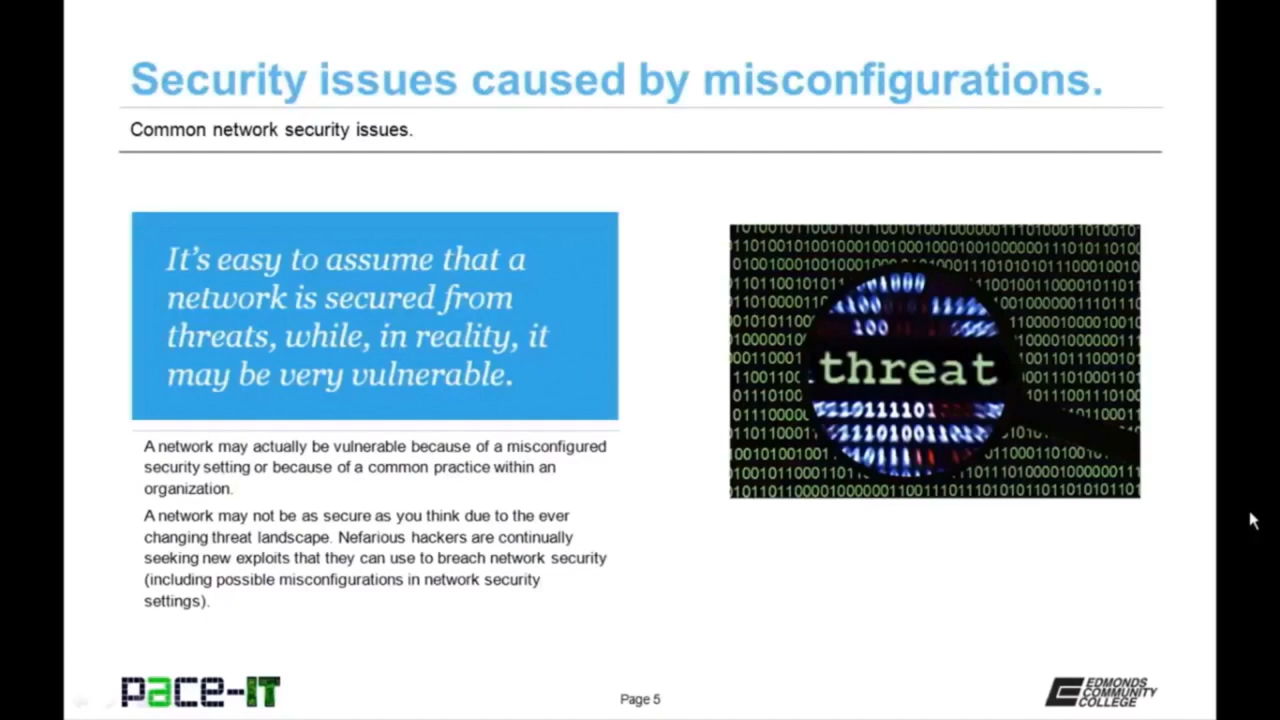 Security issues caused by misconfigurations.
Common network security issues.
It's easy to assume that a
network is secured from
threats, while, in reality, it
may be very vulnerable.
A network may actually be vulnerable because of a misconfigured
security setting or because of a common practice within an
organization.
A network may not be as secure as you think due to the ever
changing threat landscape. Nefarious hackers are continually
seeking new exploits that they can use to breach network security
(including possible misconfigurations in network security
settings).
threat
pace-IT
Page 5
EDMONDS
COMMUNITY
COLLEGE